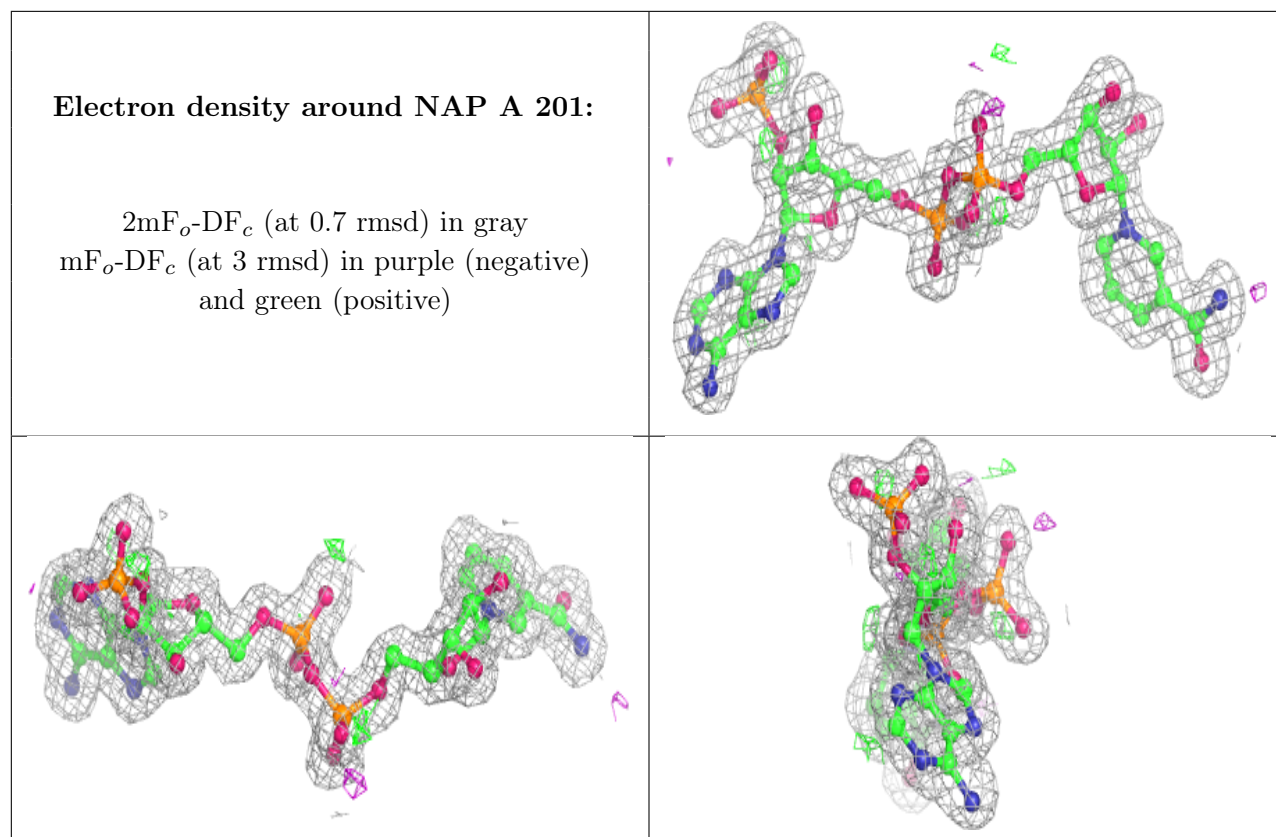 Electron density around NAP A 201:
2mFₒ-DF𝒸 (at 0.7 rmsd) in gray
mFₒ-DF𝒸 (at 3 rmsd) in purple (negative)
and green (positive)